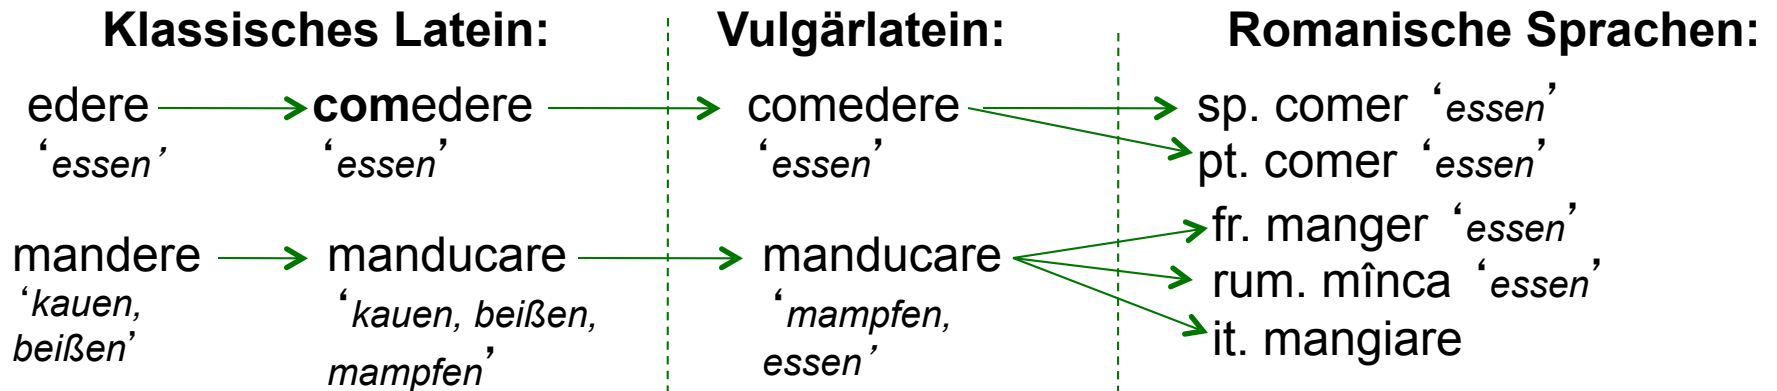 Klassisches Latein: Vulgärlatein: Romanische Sprachen:
edere comedere comedere sp. comer ‘essen’
‘essen’ ‘essen’ ‘essen’ pt. comer ‘essen’
mandere manducare manducare fr. manger ‘essen’
‘kauen, beißen’ ‘kauen, beißen, mampfen’ ‘mampfen, essen’ rum. mînca ‘essen’
it. mangiare